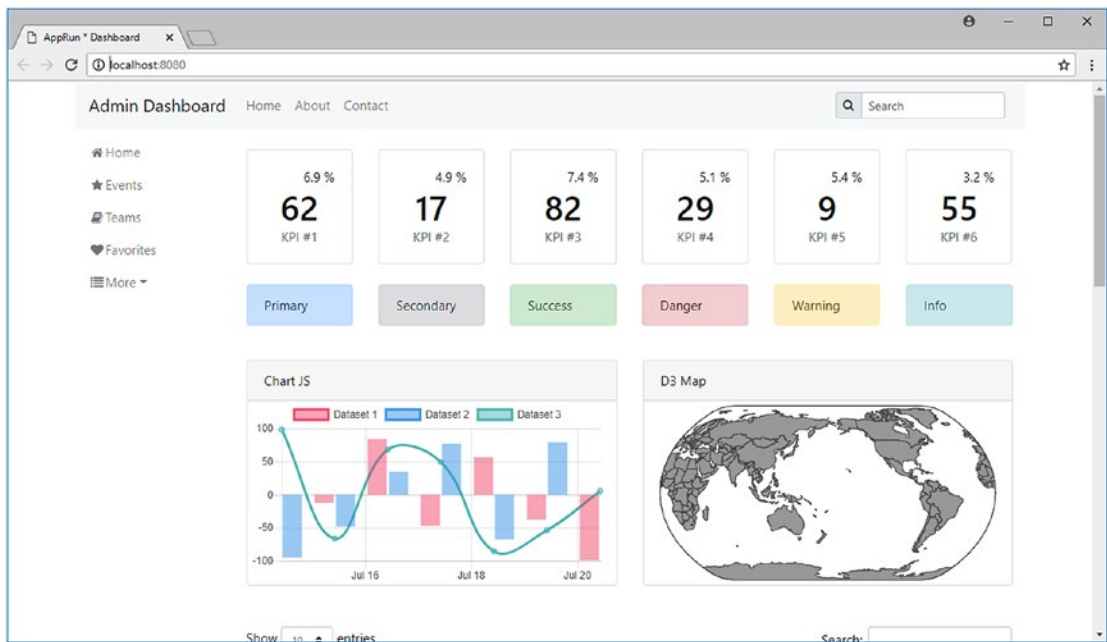 AppRun * Dashboard
localhost:8080
Admin Dashboard Home About Contact Search
Home
Events
Teams
Favorites
More
6.9 % 4.9 % 7.4 % 5.1 % 5.4 % 3.2 %
62 17 82 29 9 55
KPI #1 KPI #2 KPI #3 KPI #4 KPI #5 KPI #6
Primary Secondary Success Danger Warning Info
Chart JS
Dataset 1 Dataset 2 Dataset 3
100
50
0
-50
-100
Jul 16 Jul 18 Jul 20
D3 Map
Show 10 entries
Search: